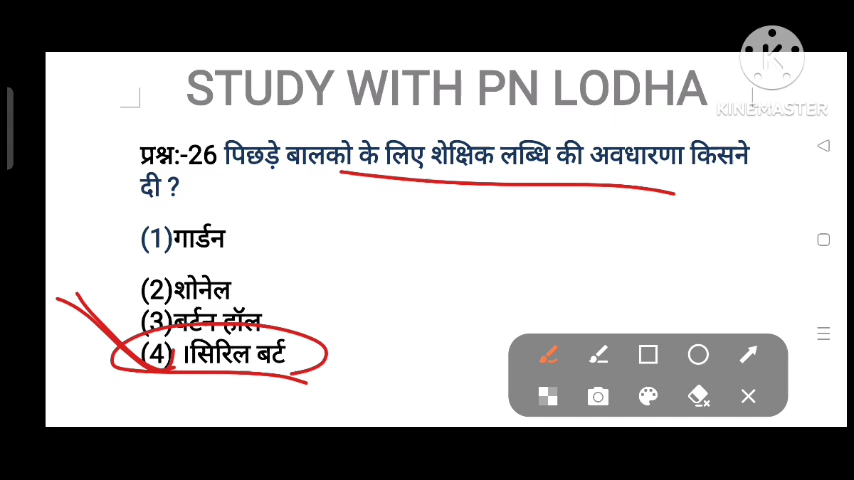 STUDY WITH PN LODHA
KINEMASTER
प्रश्न:-26 पिछड़े बालको के लिए शेक्षिक लब्धि की अवधारणा किसने
दी ?
(1)गार्डन
(2)शोनेल
(3)बर्टन हॉल
(4) ।सिरिल बर्ट